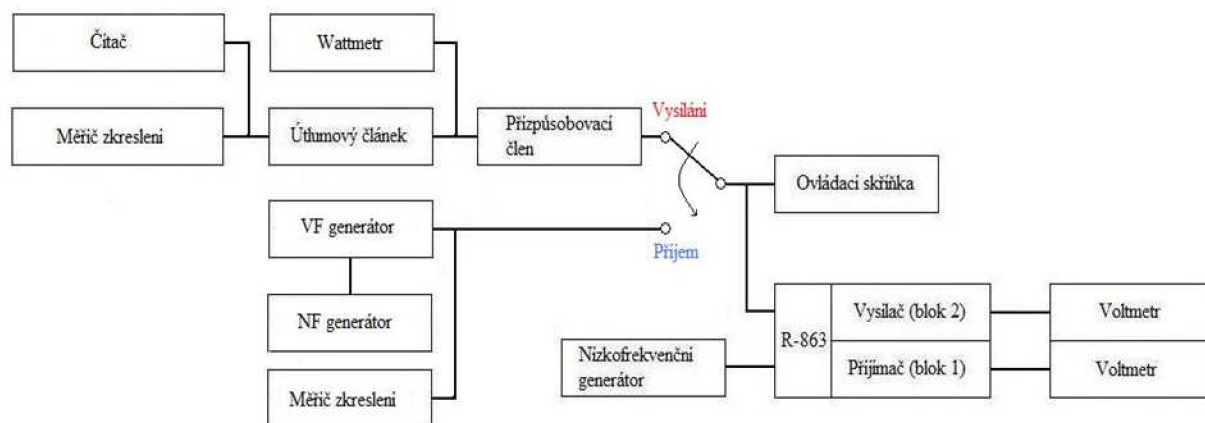 Čitač
Wattmetr
Měřič zkreslení
Útlumový článek
Přizpůsobovací
člen
Vysílání
Ovládací skříňka
VF generátor
Příjem
NF generátor
Měřič zkreslení
Nízkofrekvenční
generátor
R-863
Vysílač (blok 2)
Voltmetr
Přijímač (blok 1)
Voltmetr